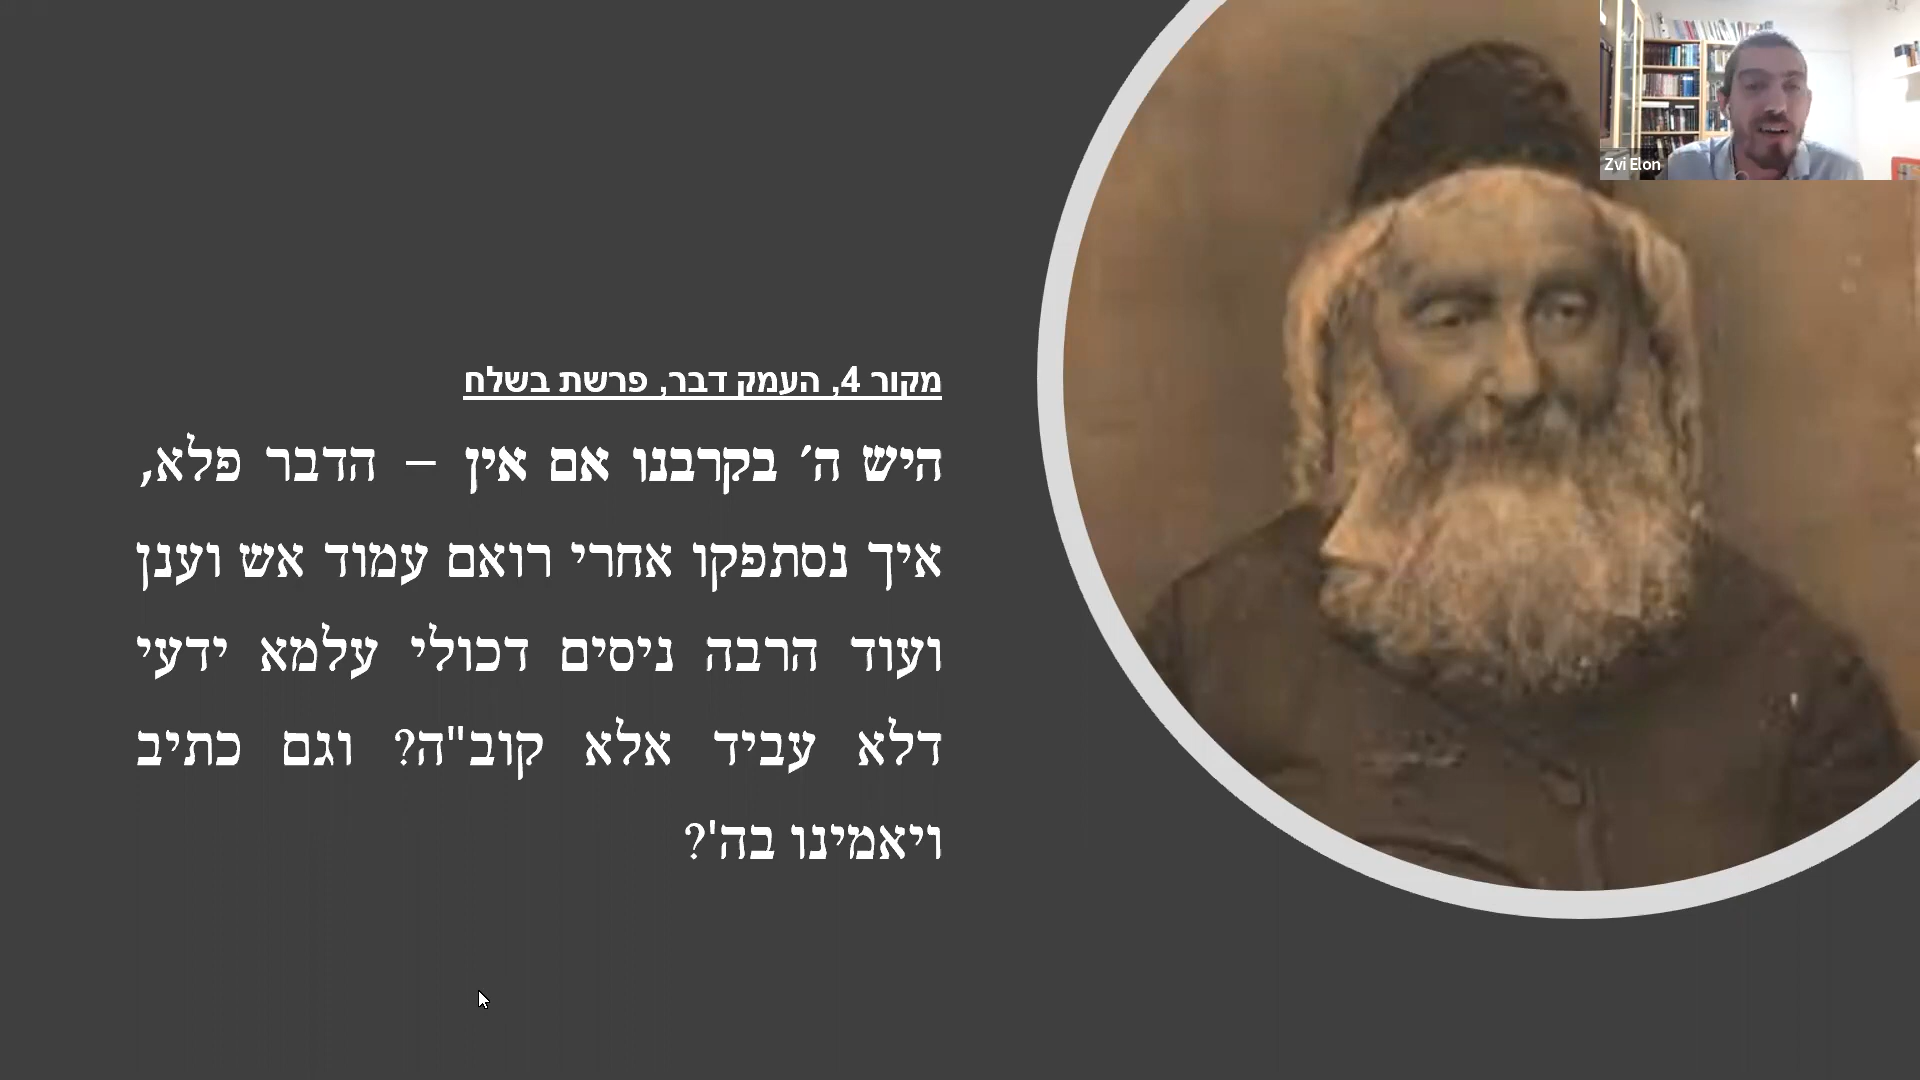 Zvi Elon
מקור 4, העמק דבר, פרשת בשלח
היש ה' בקרבנו אם אין – הדבר פלא,
איך נסתפקו אחרי רואם עמוד אש וענן
ועוד הרבה ניסים דכולי עלמא ידעי
דלא עביד אלא קוב"ה? וגם כתיב
ויאמינו בה'?